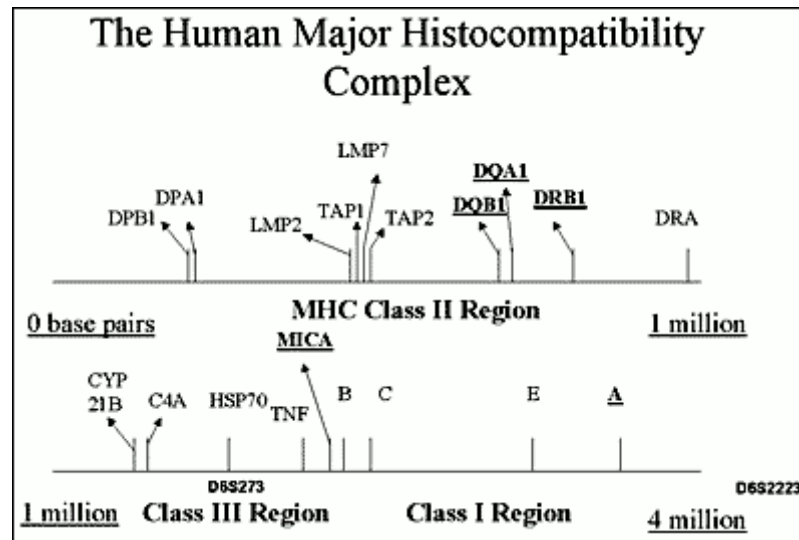 The Human Major Histocompatibility
Complex
LMP7
DPA1
DPB1
LMP2
TAP1
TAP2
DQA1
DQB1
DRB1
DRA
MHC Class II Region
0 base pairs
1 million
MICA
CYP
21B
C4A
HSP70
TNF
B
C
E
A
D6S273
D6S2223
1 million
Class III Region
Class I Region
4 million